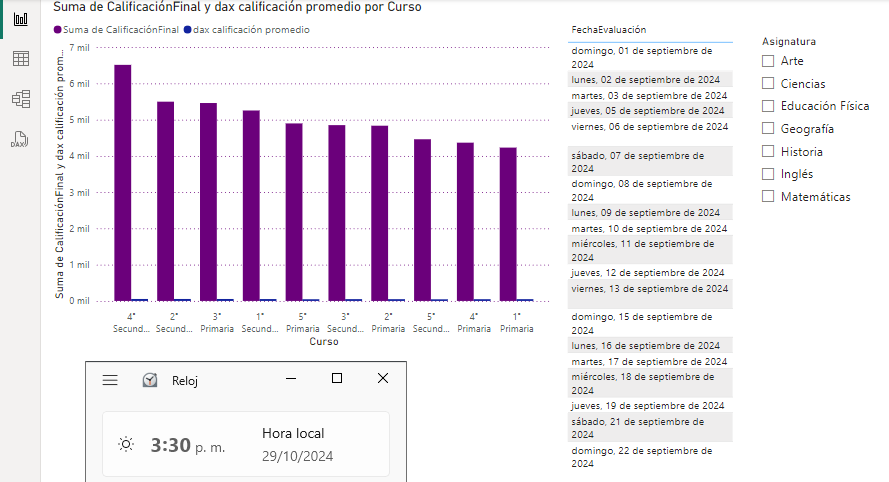 Suma de CalificaciónFinal y dax calificación promedio por Curso
Suma de CalificaciónFinal dax calificación promedio
Suma de CalificaciónFinal y dax calificación prom...
7 mil
6 mil
5 mil
4 mil
3 mil
2 mil
1 mil
0 mil
4° Secund...
2° Secund...
3° Primaria
1° Secund...
5° Primaria
3° Secund...
2° Primaria
5° Secund...
4° Primaria
1° Primaria
Curso
FechaEvaluación
domingo, 01 de septiembre de
2024
lunes, 02 de septiembre de 2024
martes, 03 de septiembre de 2024
jueves, 05 de septiembre de 2024
viernes, 06 de septiembre de 2024
sábado, 07 de septiembre de
2024
domingo, 08 de septiembre de
2024
lunes, 09 de septiembre de 2024
martes, 10 de septiembre de 2024
miércoles, 11 de septiembre de
2024
jueves, 12 de septiembre de 2024
viernes, 13 de septiembre de 2024
domingo, 15 de septiembre de
2024
lunes, 16 de septiembre de 2024
martes, 17 de septiembre de 2024
miércoles, 18 de septiembre de
2024
jueves, 19 de septiembre de 2024
sábado, 21 de septiembre de
2024
domingo, 22 de septiembre de
2024
Asignatura
Arte
Ciencias
Educación Física
Geografía
Historia
Inglés
Matemáticas
DAX
Reloj
3:30 p. m.
Hora local
29/10/2024